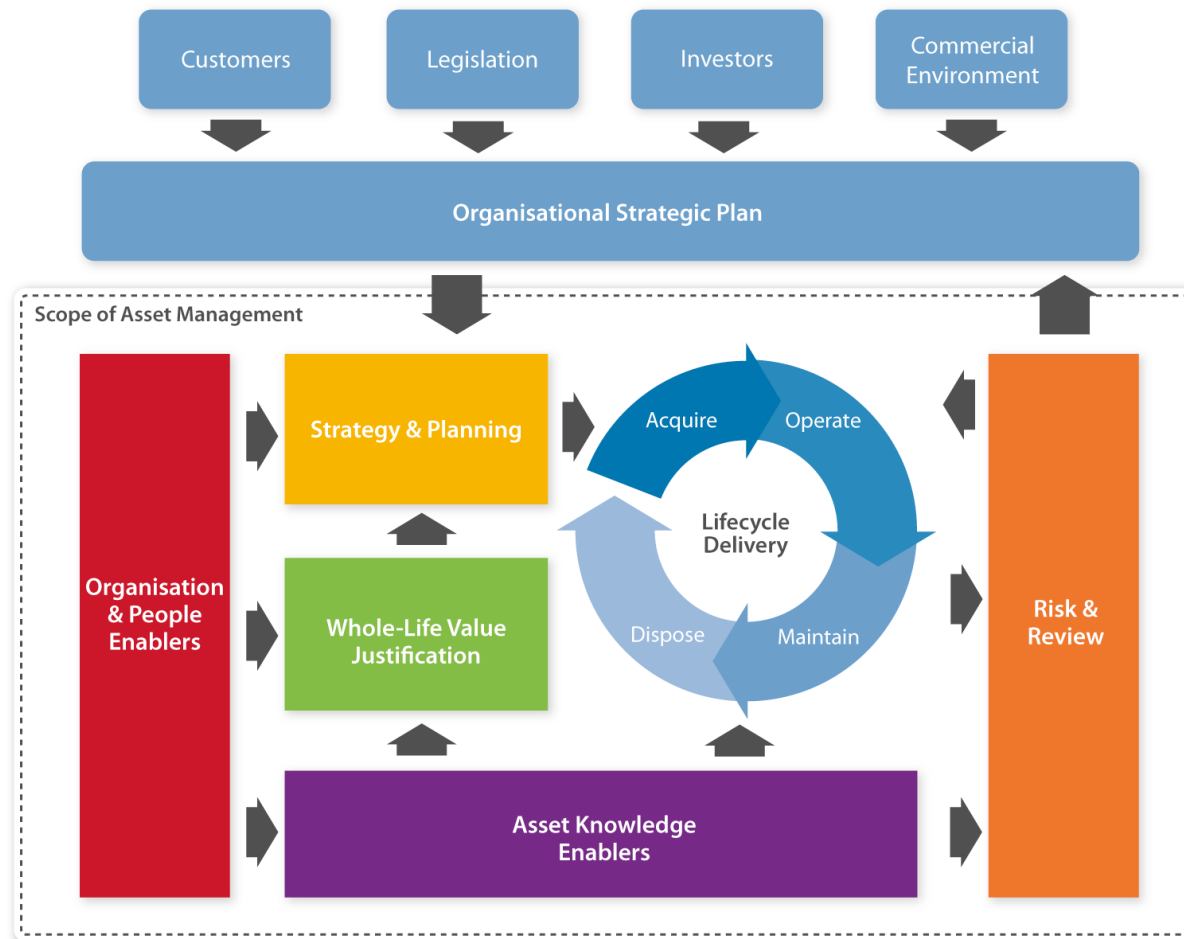 Customers
Legislation
Investors
Commercial
Environment
Organisational Strategic Plan
Scope of Asset Management
Strategy & Planning
Acquire
Operate
Lifecycle
Delivery
Organisation
& People
Enablers
Whole-Life Value
Justification
Dispose
Maintain
Risk &
Review
Asset Knowledge
Enablers